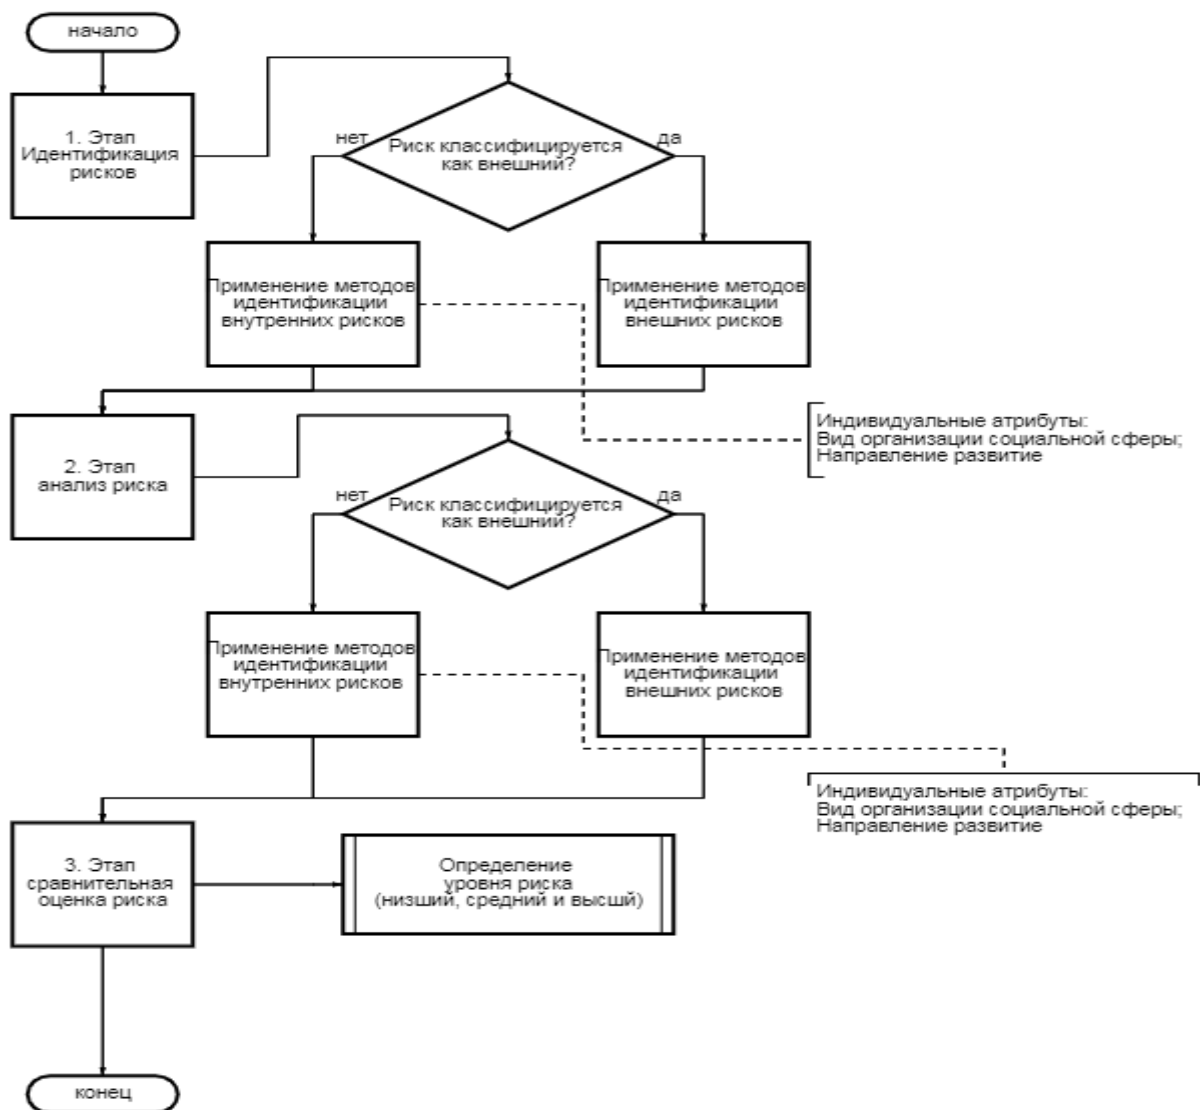 начало
1. Этап
Идентификация
рисков
нет
да
Риск классифицируется
как внешний?
Применение методов
идентификации
внутренних рисков
Применение методов
идентификации
внешних рисков
Индивидуальные атрибуты:
Вид организации социальной сферы;
Направление развитие
2. Этап
анализ риска
нет
да
Риск классифицируется
как внешний?
Применение методов
идентификации
внутренних рисков
Применение методов
идентификации
внешних рисков
Индивидуальные атрибуты:
Вид организации социальной сферы;
Направление развитие
3. Этап
сравнительная
оценка риска
Определение
уровня риска
(низший, средний и высшй)
конец